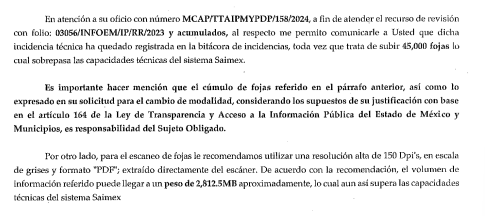 En atención a su oficio con número MCAP/TTAIPMYPDP/158/2024, a fin de atender el recurso de revisión
con folio: 03056/INFOEM/IP/RR/2023 y acumulados, al respecto me permito comunicarle a Usted que dicha
incidencia técnica ha quedado registrada en la bitácora de incidencias, toda vez que trata de subir 45,000 fojas lo
cual sobrepasa las capacidades técnicas del sistema Saimex.
Es importante hacer mención que el cúmulo de fojas referido en el párrafo anterior, así como lo
expresado en su solicitud para el cambio de modalidad, considerando los supuestos de su justificación con base
en el artículo 164 de la Ley de Transparencia y Acceso a la Información Pública del Estado de México y
Municipios, es responsabilidad del Sujeto Obligado.
Por otro lado, para el escaneo de fojas le recomendamos utilizar una resolución alta de 150 Dpi's, en escala
de grises y formato "PDF"; extraído directamente del escáner. De acuerdo con la recomendación, el volumen de
información referido puede llegar a un peso de 2,812.5MB aproximadamente, lo cual aun así supera las capacidades
técnicas del sistema Saimex